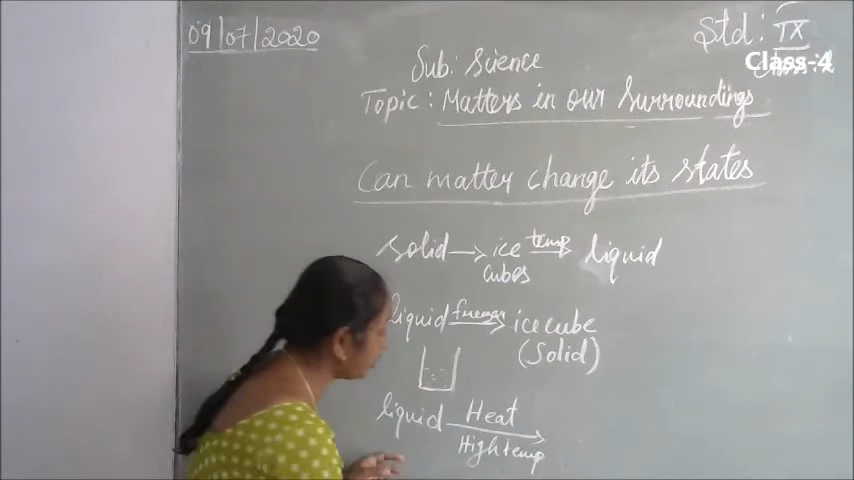 09/07/2020
Std: IX
Class-4
Sub: Science
Topic: Matters in our Surroundings
Can matter change its states
Solid → ice cubes temp → liquid
liquid → ice cube
(Solid)
liquid Heat →
High temp